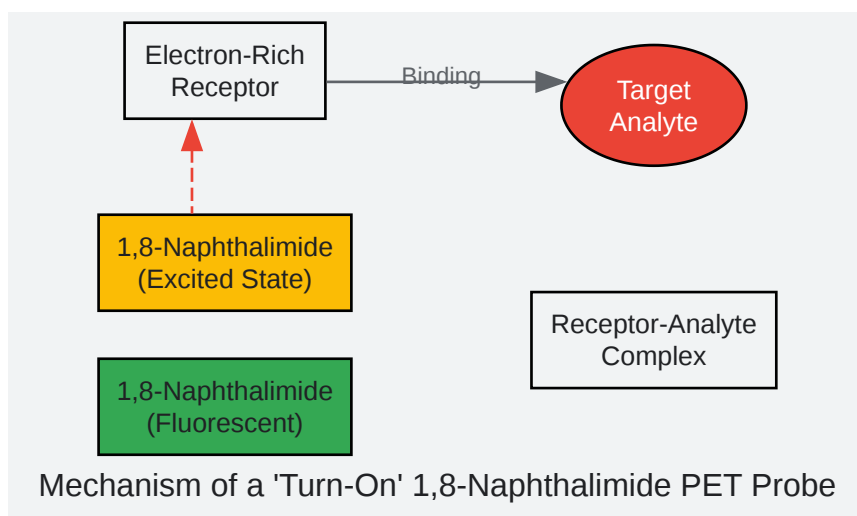 Electron-Rich
Receptor
Binding
Target
Analyte
1,8-Naphthalimide
(Excited State)
Receptor-Analyte
Complex
1,8-Naphthalimide
(Fluorescent)
Mechanism of a 'Turn-On' 1,8-Naphthalimide PET Probe